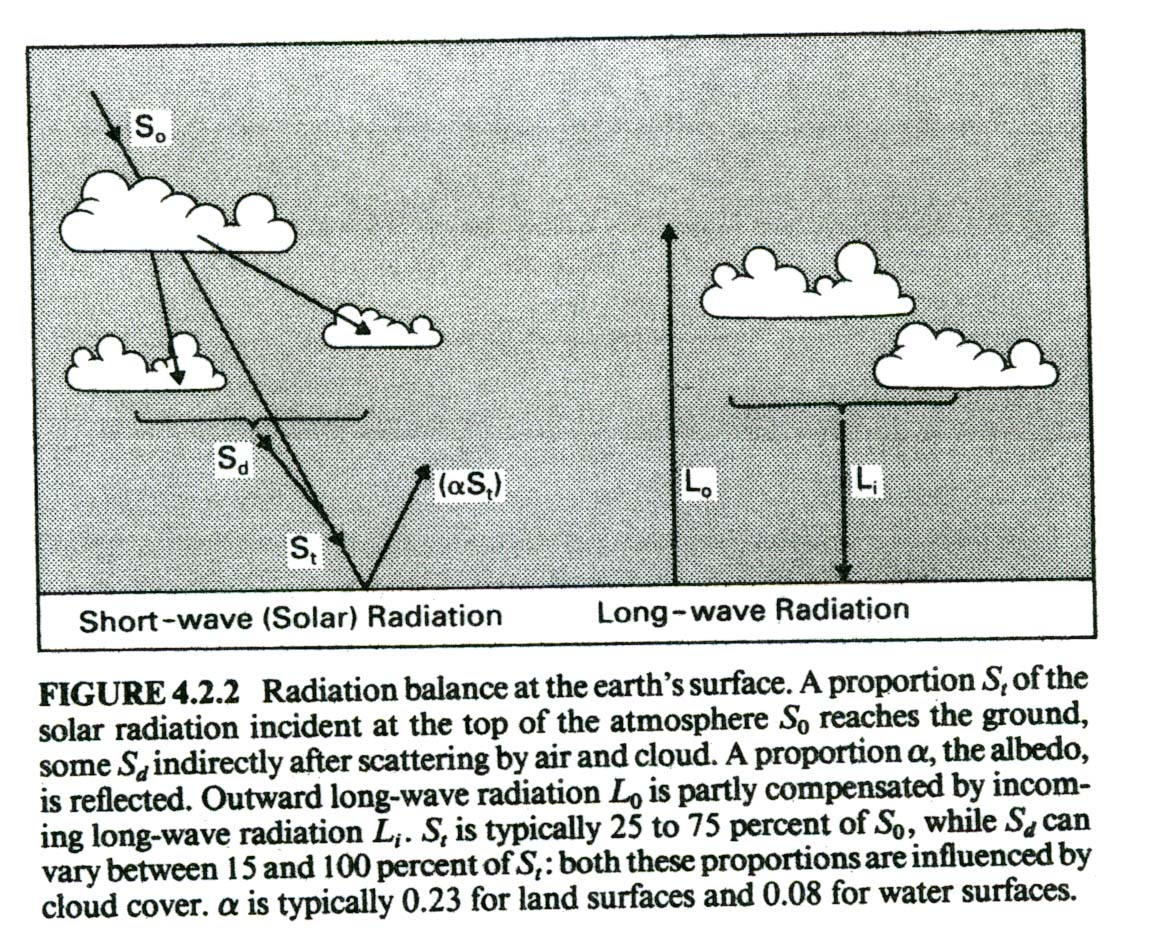 Sₒ
S_d
(αSₜ)
Sₜ
Lₒ
Lᵢ
Short-wave (Solar) Radiation
Long-wave Radiation
FIGURE 4.2.2 Radiation balance at the earth's surface. A proportion Sₜ of the
solar radiation incident at the top of the atmosphere S₀ reaches the ground,
some S_d indirectly after scattering by air and cloud. A proportion α, the albedo,
is reflected. Outward long-wave radiation L₀ is partly compensated by incom-
ing long-wave radiation Lᵢ. Sₜ is typically 25 to 75 percent of S₀, while S_d can
vary between 15 and 100 percent of Sₜ: both these proportions are influenced by
cloud cover. α is typically 0.23 for land surfaces and 0.08 for water surfaces.